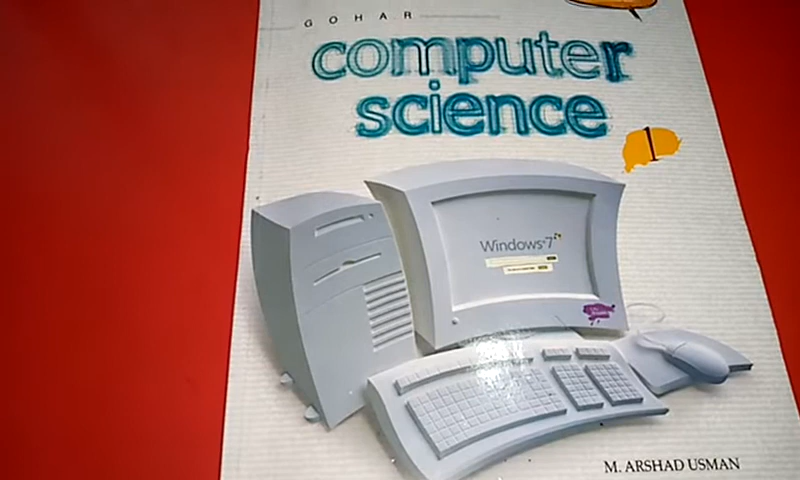 GOHAR
computer
science
1
Windows 7
M. ARSHAD USMAN